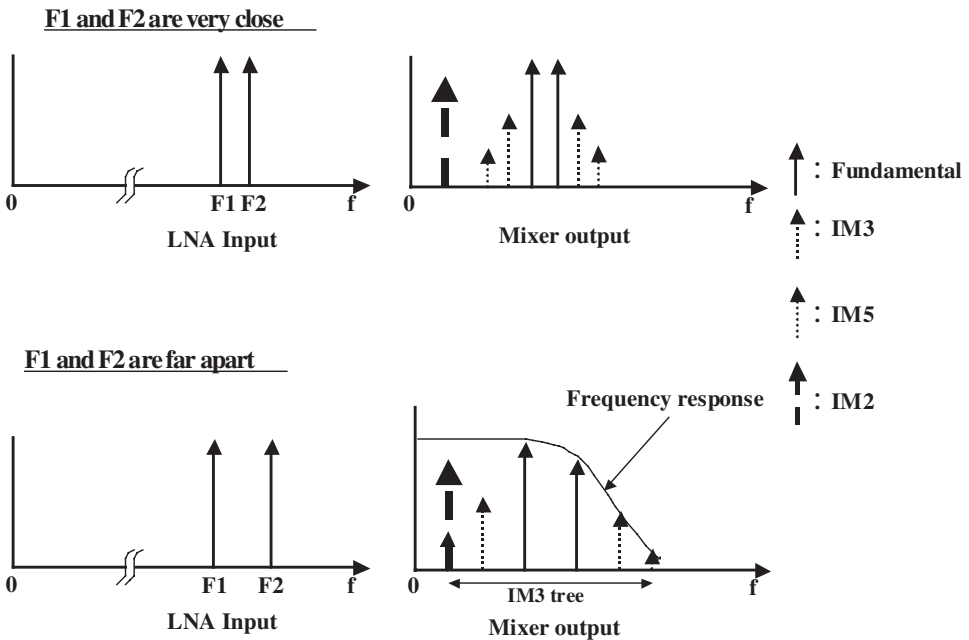 F1 and F2 are very close
0
F1 F2
f
LNA Input
f
Mixer output
: Fundamental
: IM3
: IM5
: IM2
F1 and F2 are far apart
Frequency response
0
F1
F2
f
LNA Input
0
IM3 tree
f
Mixer output